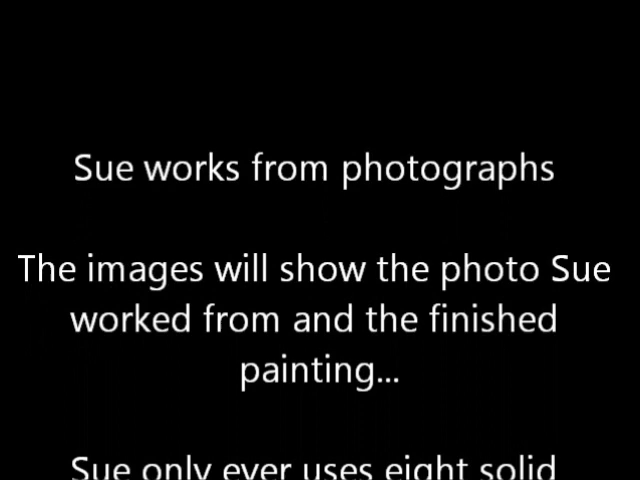 Sue works from photographs
The images will show the photo Sue
worked from and the finished
painting...
Sue only ever uses eight solid